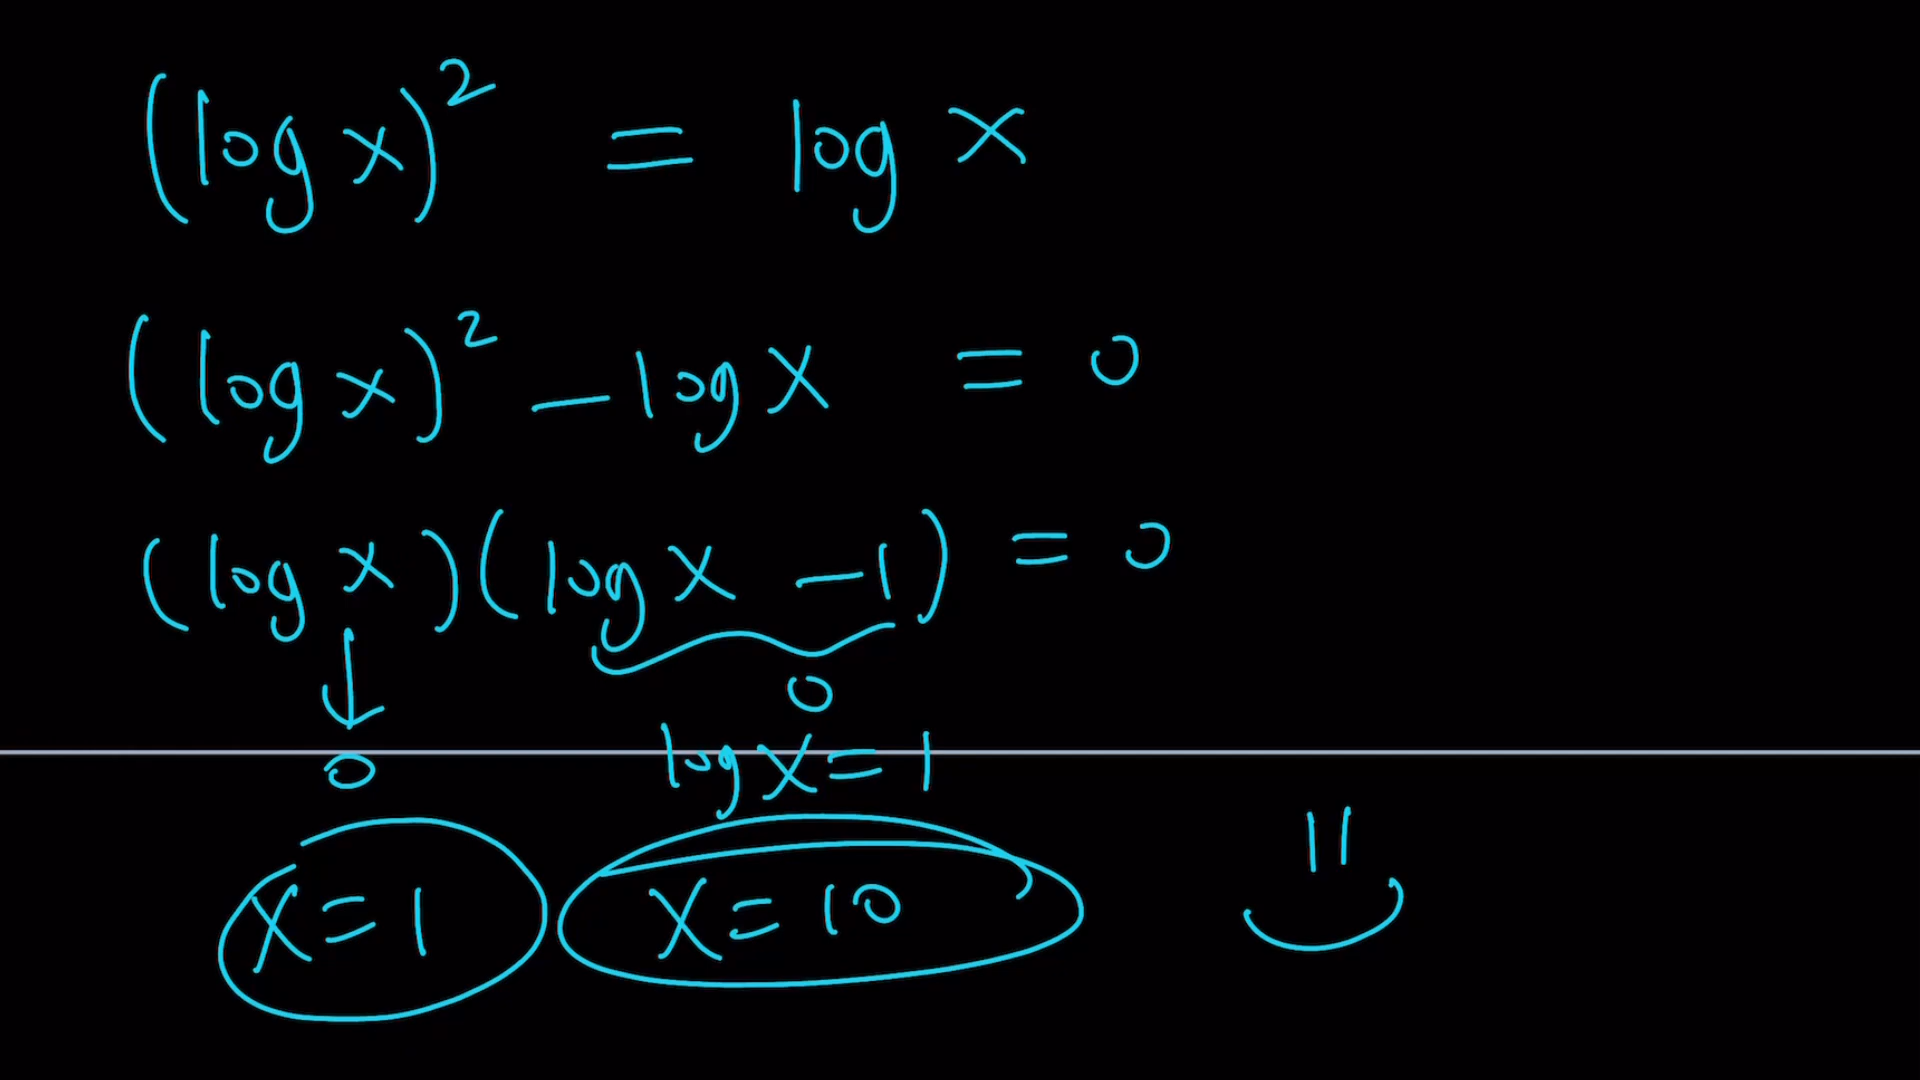 (log x)² = log x
(log x)² − log x = 0
(log x)(log x − 1) = 0
0 0
log x = 1
x = 1 x = 10